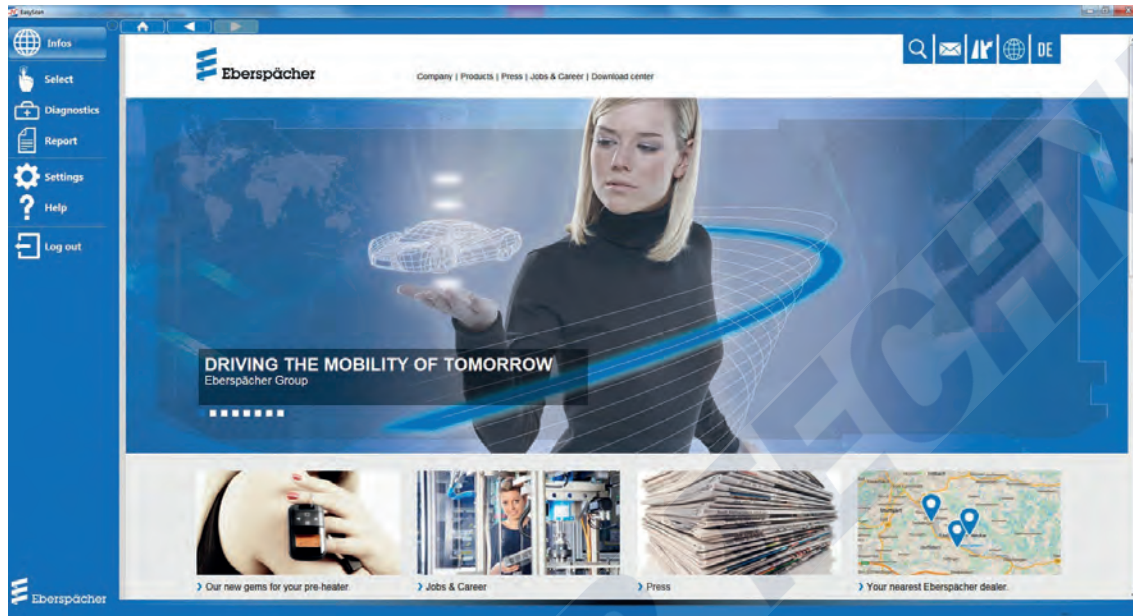 EasyScan
Infos
Select
Diagnostics
Report
Settings
Help
Log out
Eberspächer
Company | Products | Press | Jobs & Career | Download center
DE
DRIVING THE MOBILITY OF TOMORROW
Eberspächer Group
Our new gems for your pre-heater.
Jobs & Career
Press
Your nearest Eberspächer dealer.
Eberspächer
TECHN